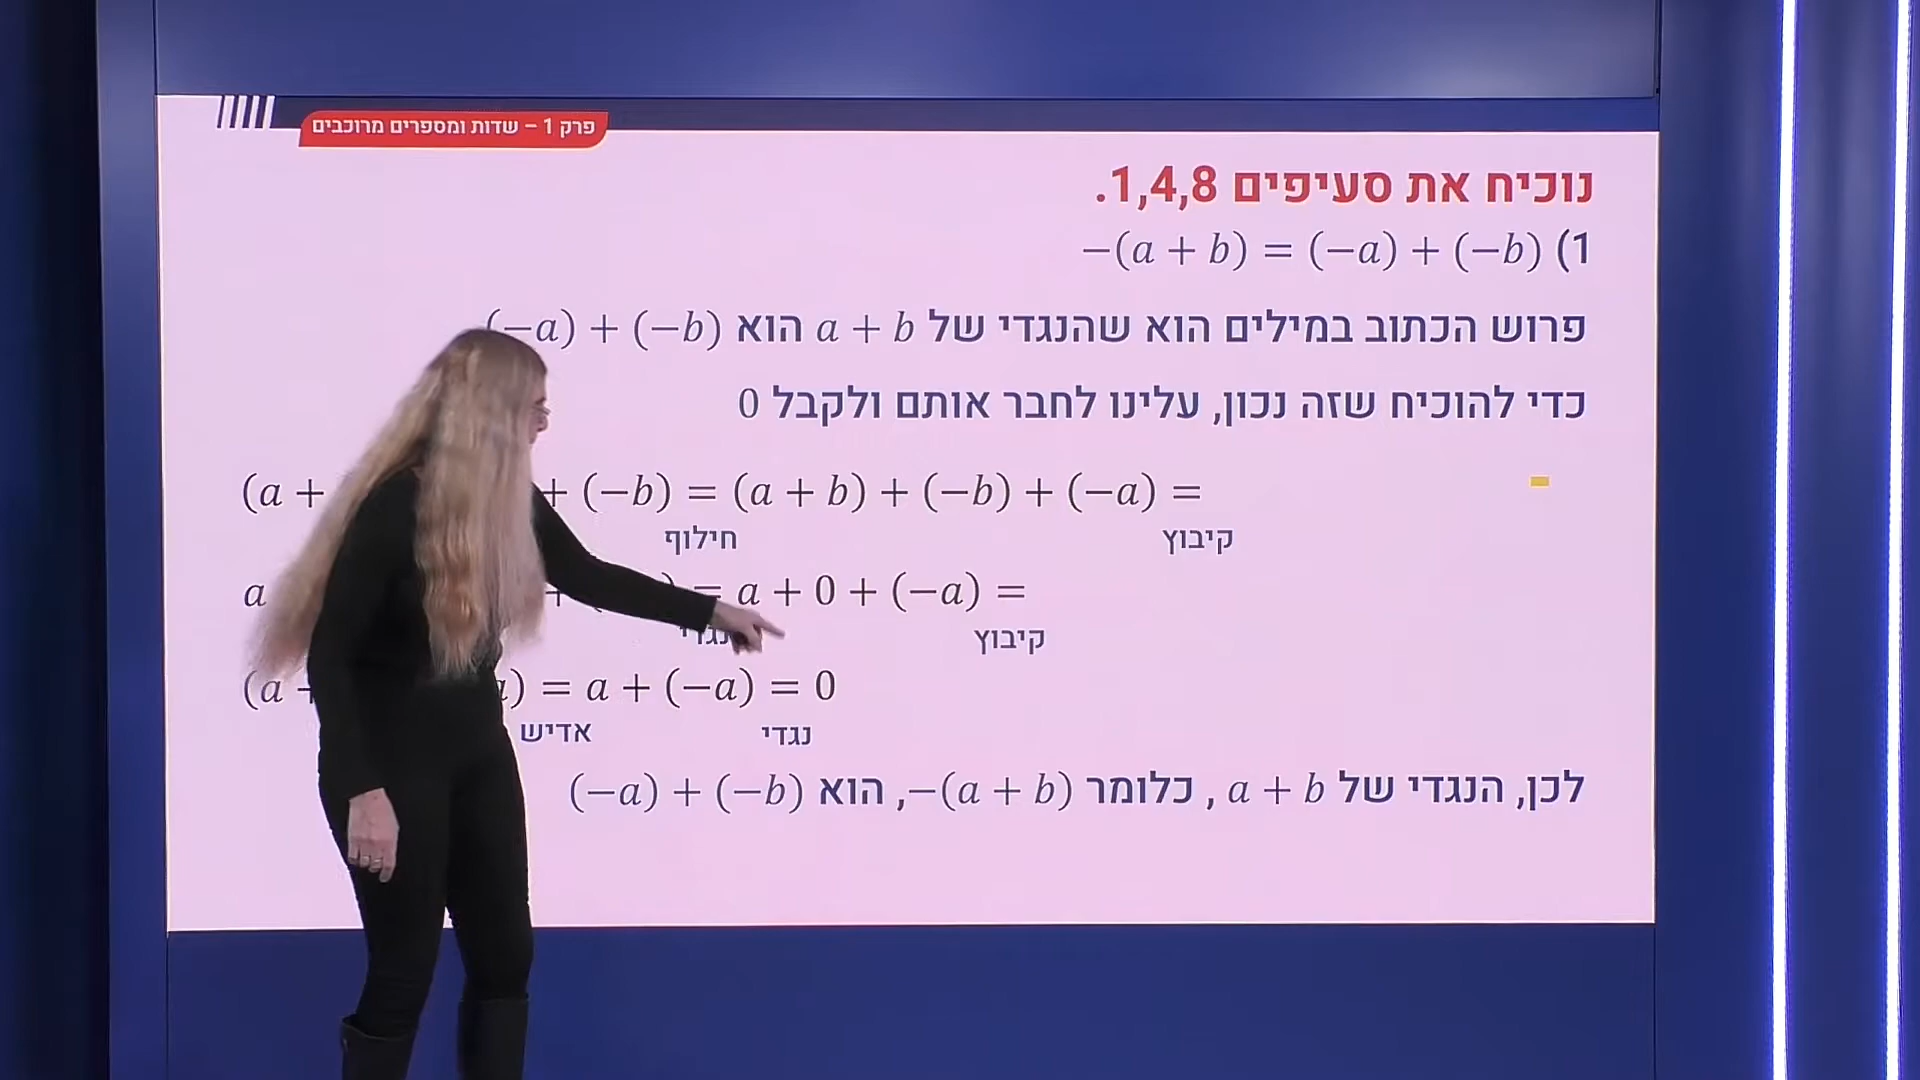 פרק 1 – שדות ומספרים מרוכבים
נוכיח את סעיפים 1,4,8.
1) −(a + b) = (−a) + (−b)
פרוש הכתוב במילים הוא שהנגדי של a + b הוא (−a) + (−b)
כדי להוכיח שזה נכון, עלינו לחבר אותם ולקבל 0
(a + + (−b) = (a + b) + (−b) + (−a) =
חילוף קיבוץ
a + ) = a + 0 + (−a) =
נגדי קיבוץ
(a + ) = a + (−a) = 0
אדיש נגדי
לכן, הנגדי של a + b , כלומר −(a + b), הוא (−a) + (−b)